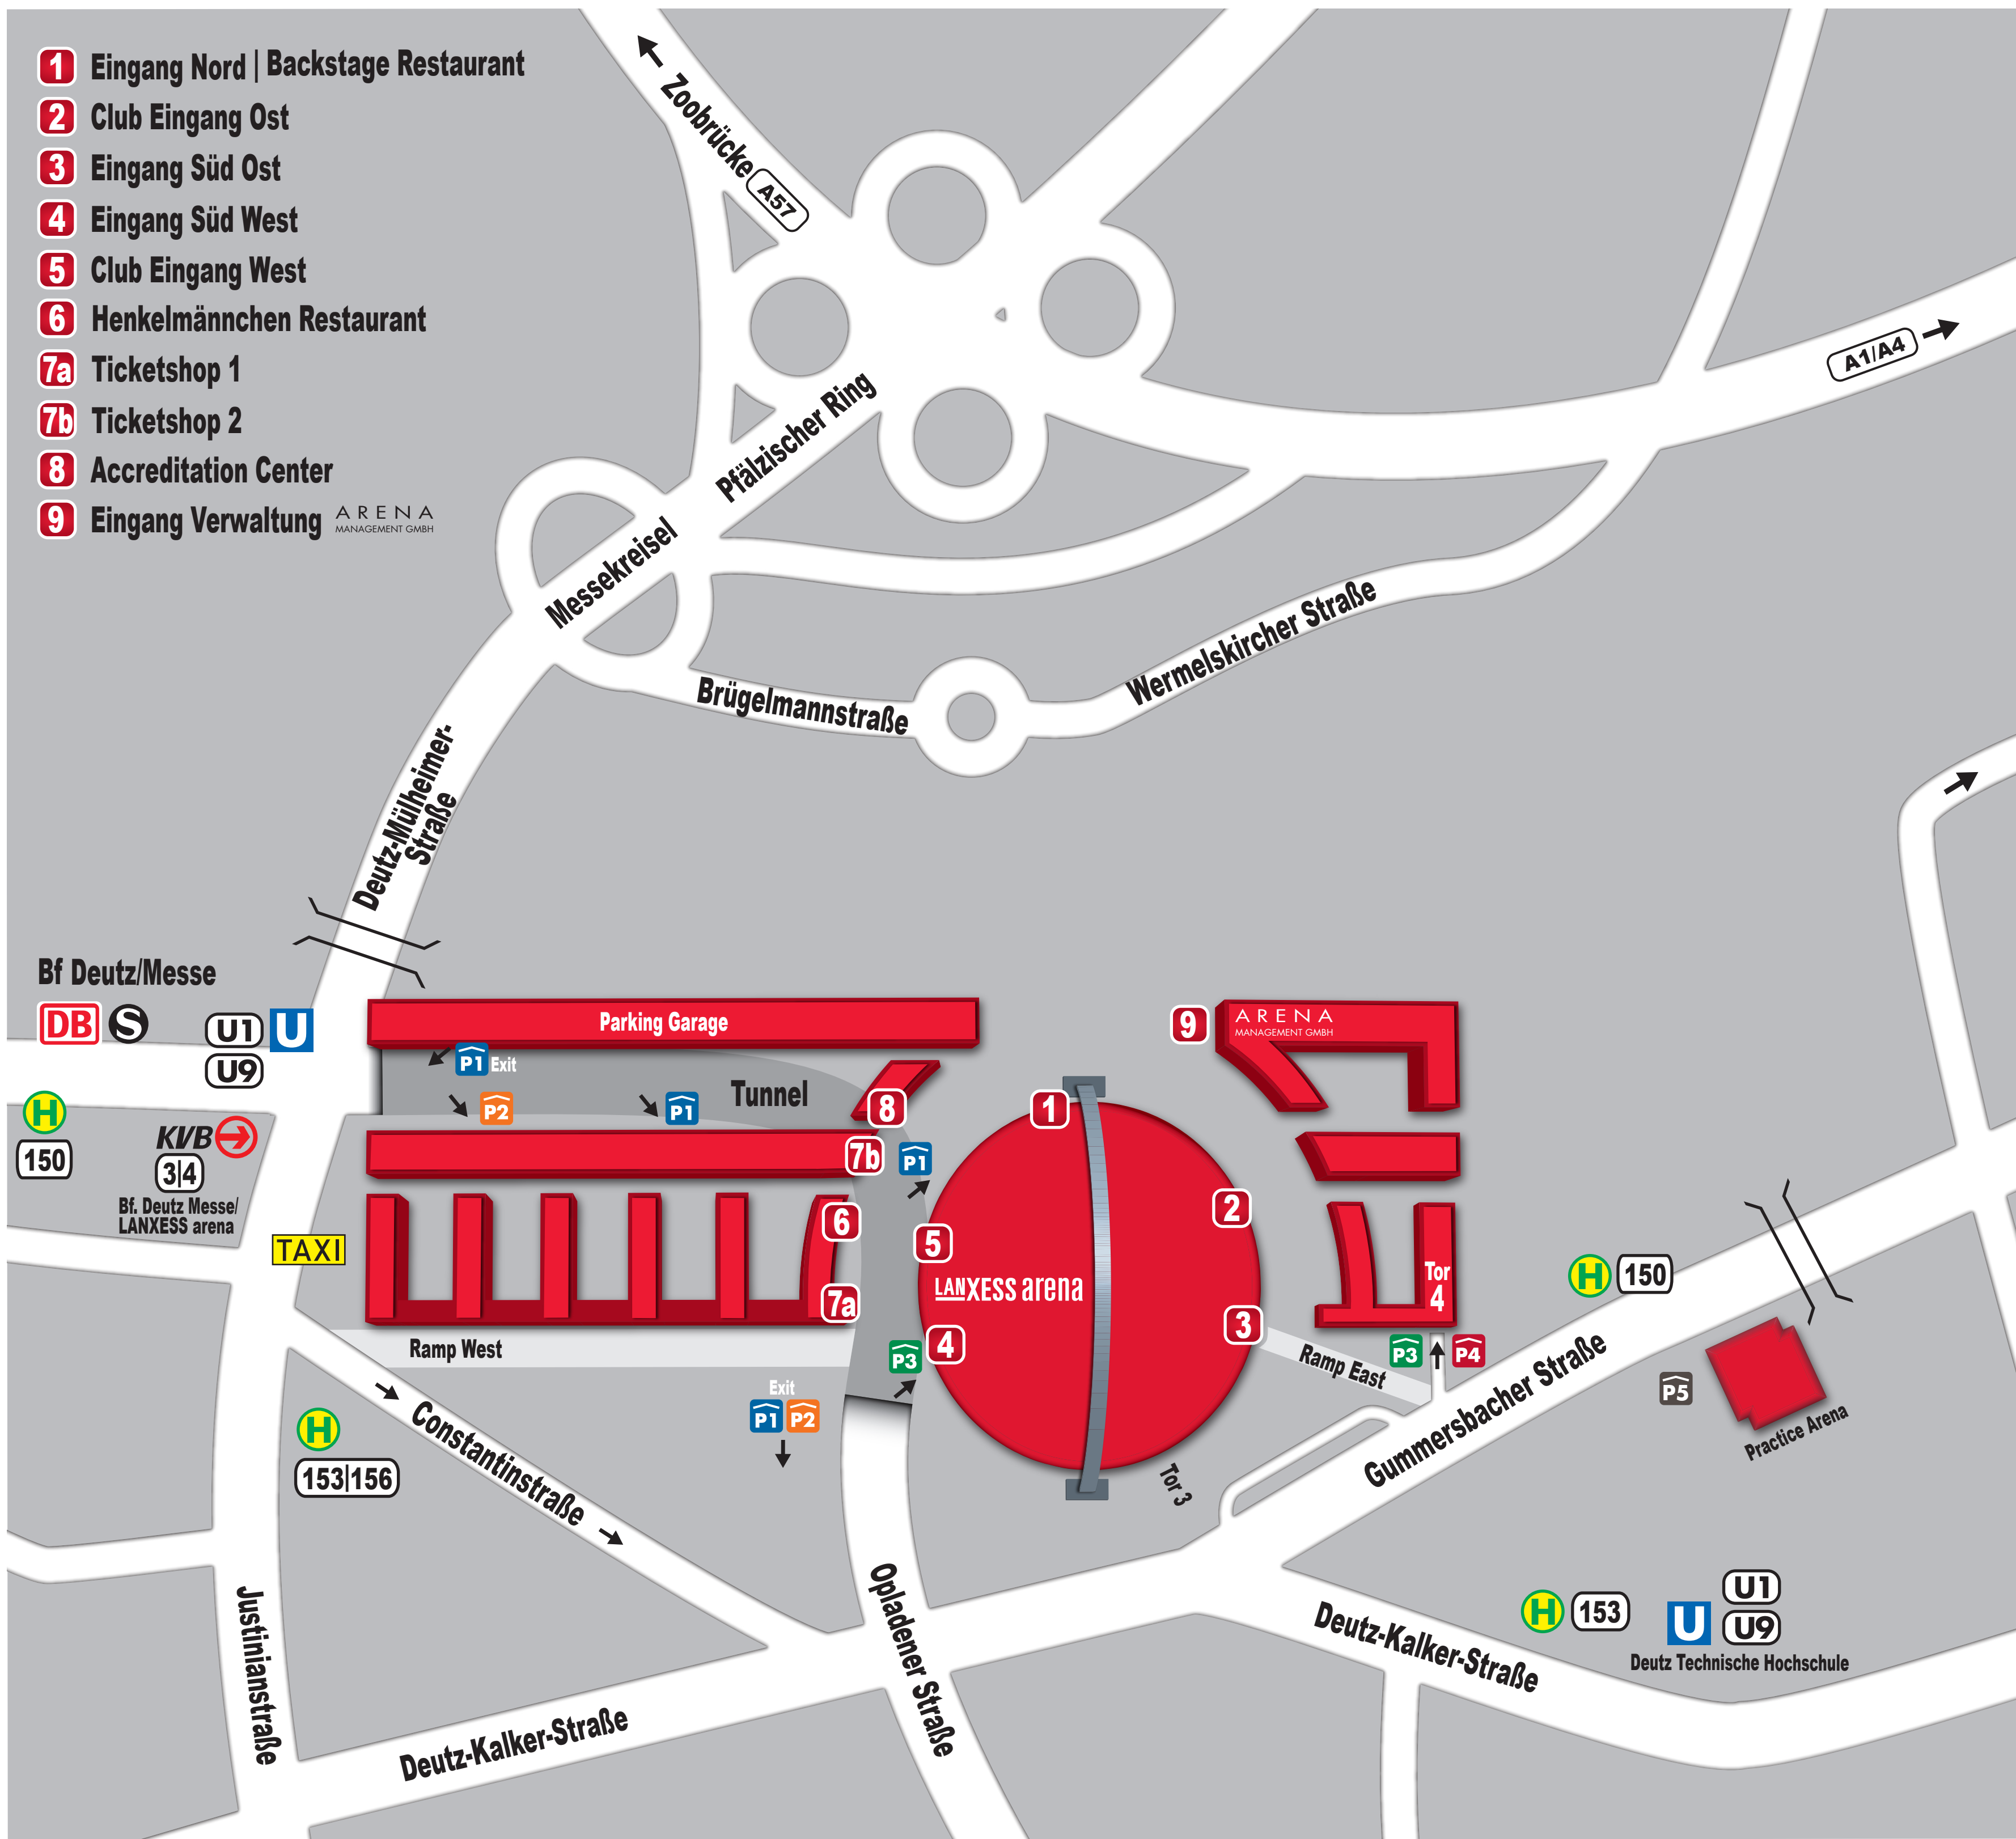 1 Eingang Nord | Backstage Restaurant
2 Club Eingang Ost
3 Eingang Süd Ost
4 Eingang Süd West
5 Club Eingang West
6 Henkelmännchen Restaurant
7a Ticketshop 1
7b Ticketshop 2
8 Accreditation Center
9 Eingang Verwaltung ARENA
MANAGEMENT GMBH
Zoobrücke
A57
A1/A4
Pfälzischer Ring
Messekreisel
Wermelskircher Straße
Brügelmannstraße
Deutz-Mülheimer-
Straße
Bf Deutz/Messe
DB S U1 U
U9
H
150
KVB
3|4
Bf. Deutz Messe/
LANXESS arena
TAXI
Parking Garage
P1 Exit
P2
P1
Tunnel
8
7b
P1
6
5
7a
P3
4
1
2
3
LANXESS arena
9
ARENA
MANAGEMENT GMBH
Tor
4
P3
P4
Ramp West
Ramp East
Exit
P1 P2
H
153|156
Constantinstraße
Tor 3
Gummersbacher Straße
H 150
P5
Practice Arena
Justinianstraße
Opladener Straße
Deutz-Kalker-Straße
Deutz-Kalker-Straße
H 153
U
U1
U9
Deutz Technische Hochschule